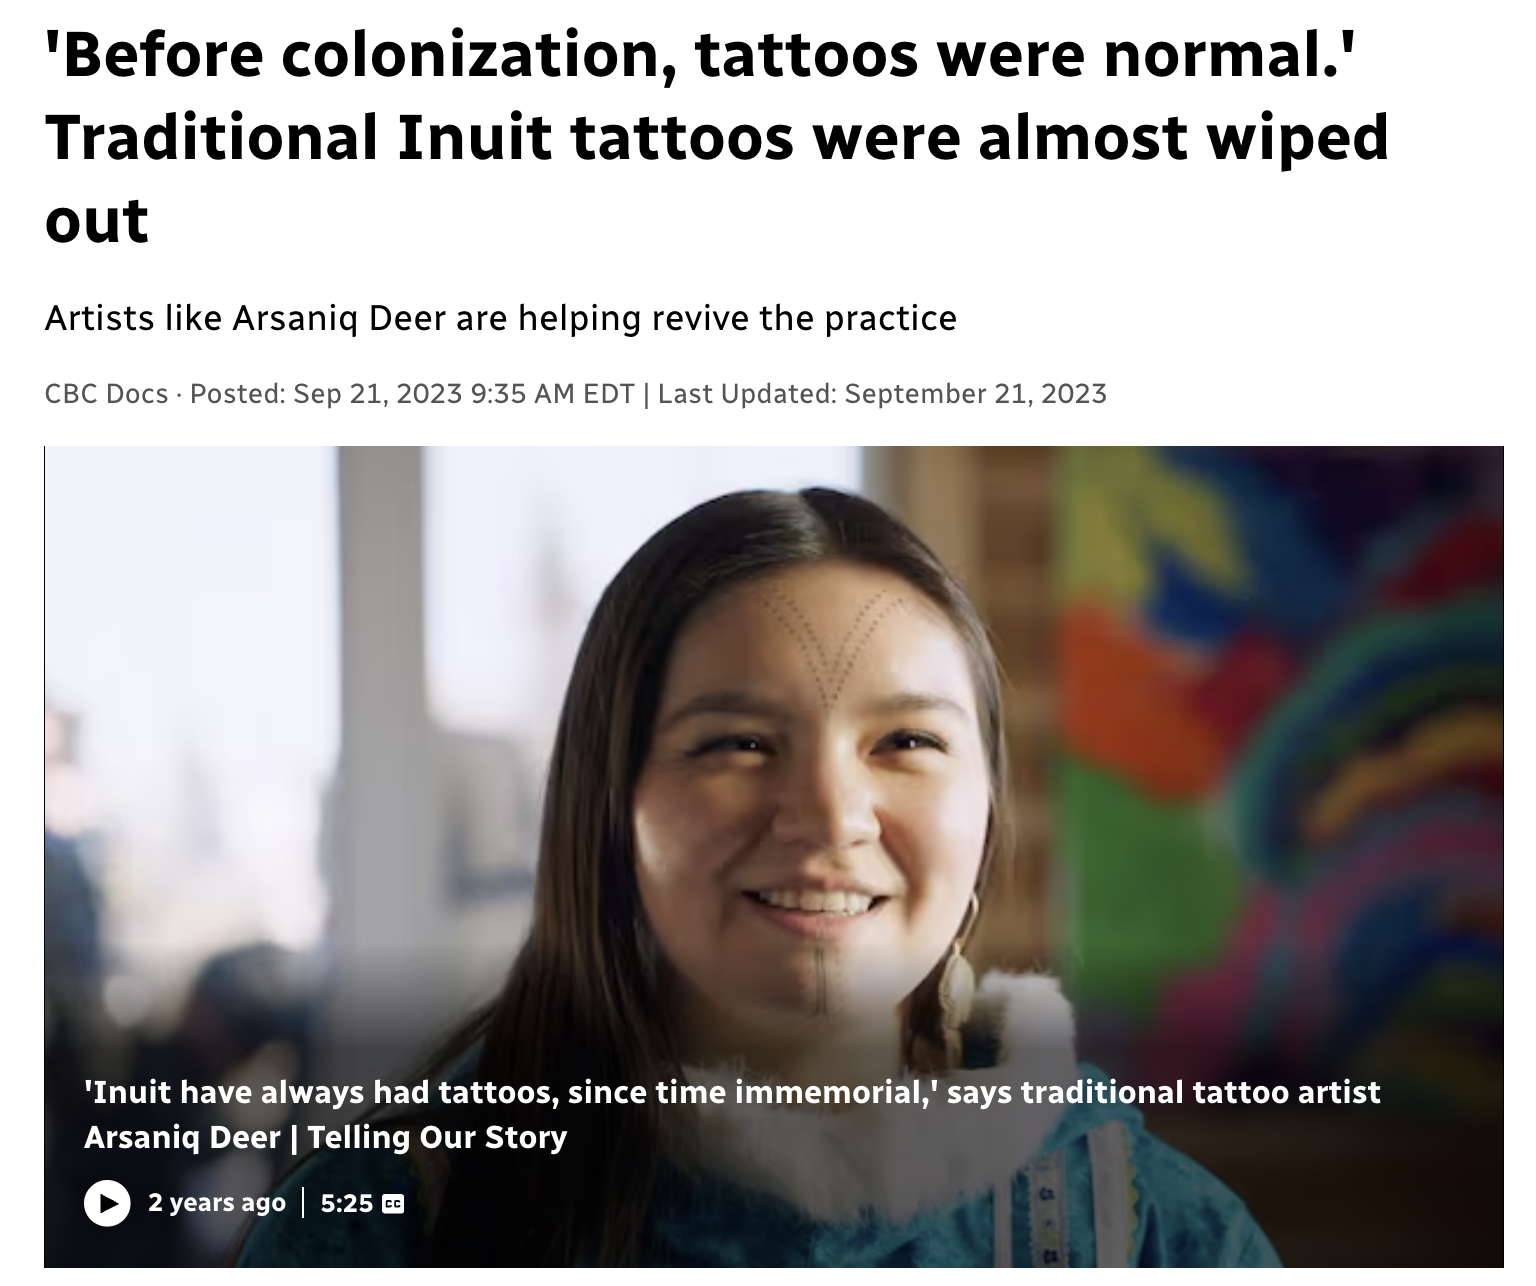 'Before colonization, tattoos were normal.'
Traditional Inuit tattoos were almost wiped
out
Artists like Arsaniq Deer are helping revive the practice
CBC Docs · Posted: Sep 21, 2023 9:35 AM EDT | Last Updated: September 21, 2023
'Inuit have always had tattoos, since time immemorial,' says traditional tattoo artist
Arsaniq Deer | Telling Our Story
2 years ago | 5:25 CC